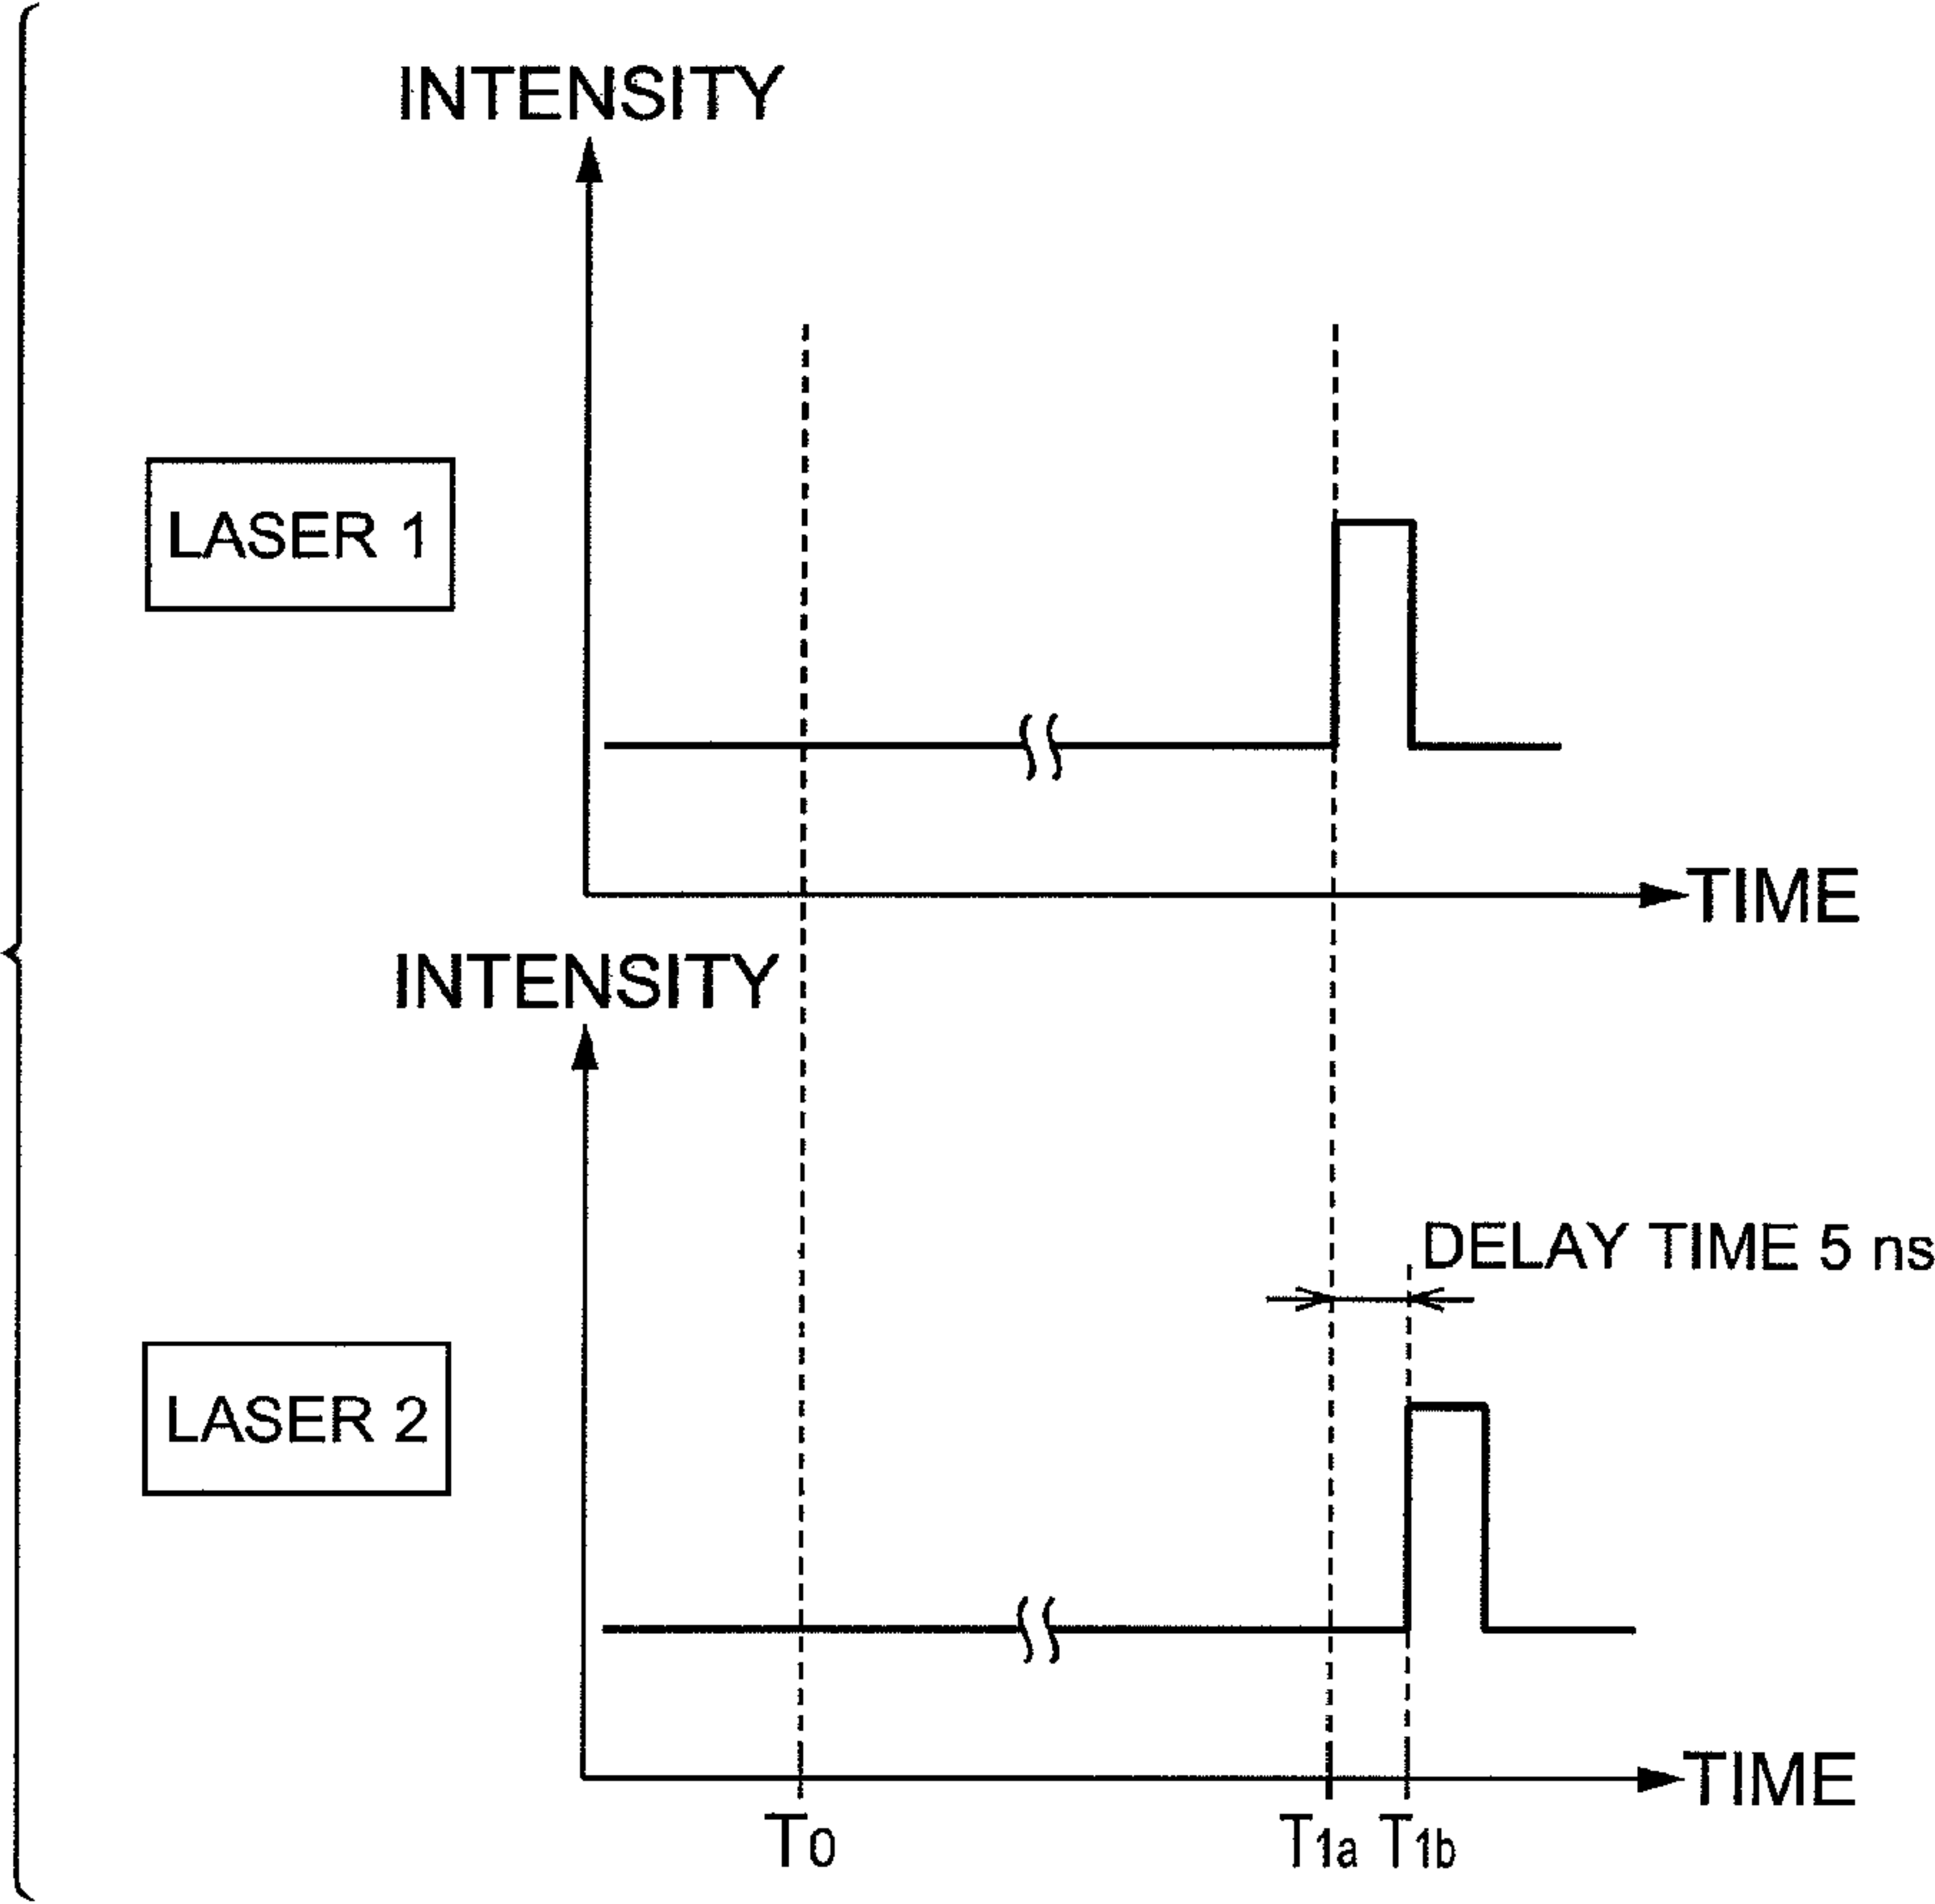 INTENSITY
LASER 1
TIME
INTENSITY
DELAY TIME 5 ns
LASER 2
TIME
T0
T1a T1b